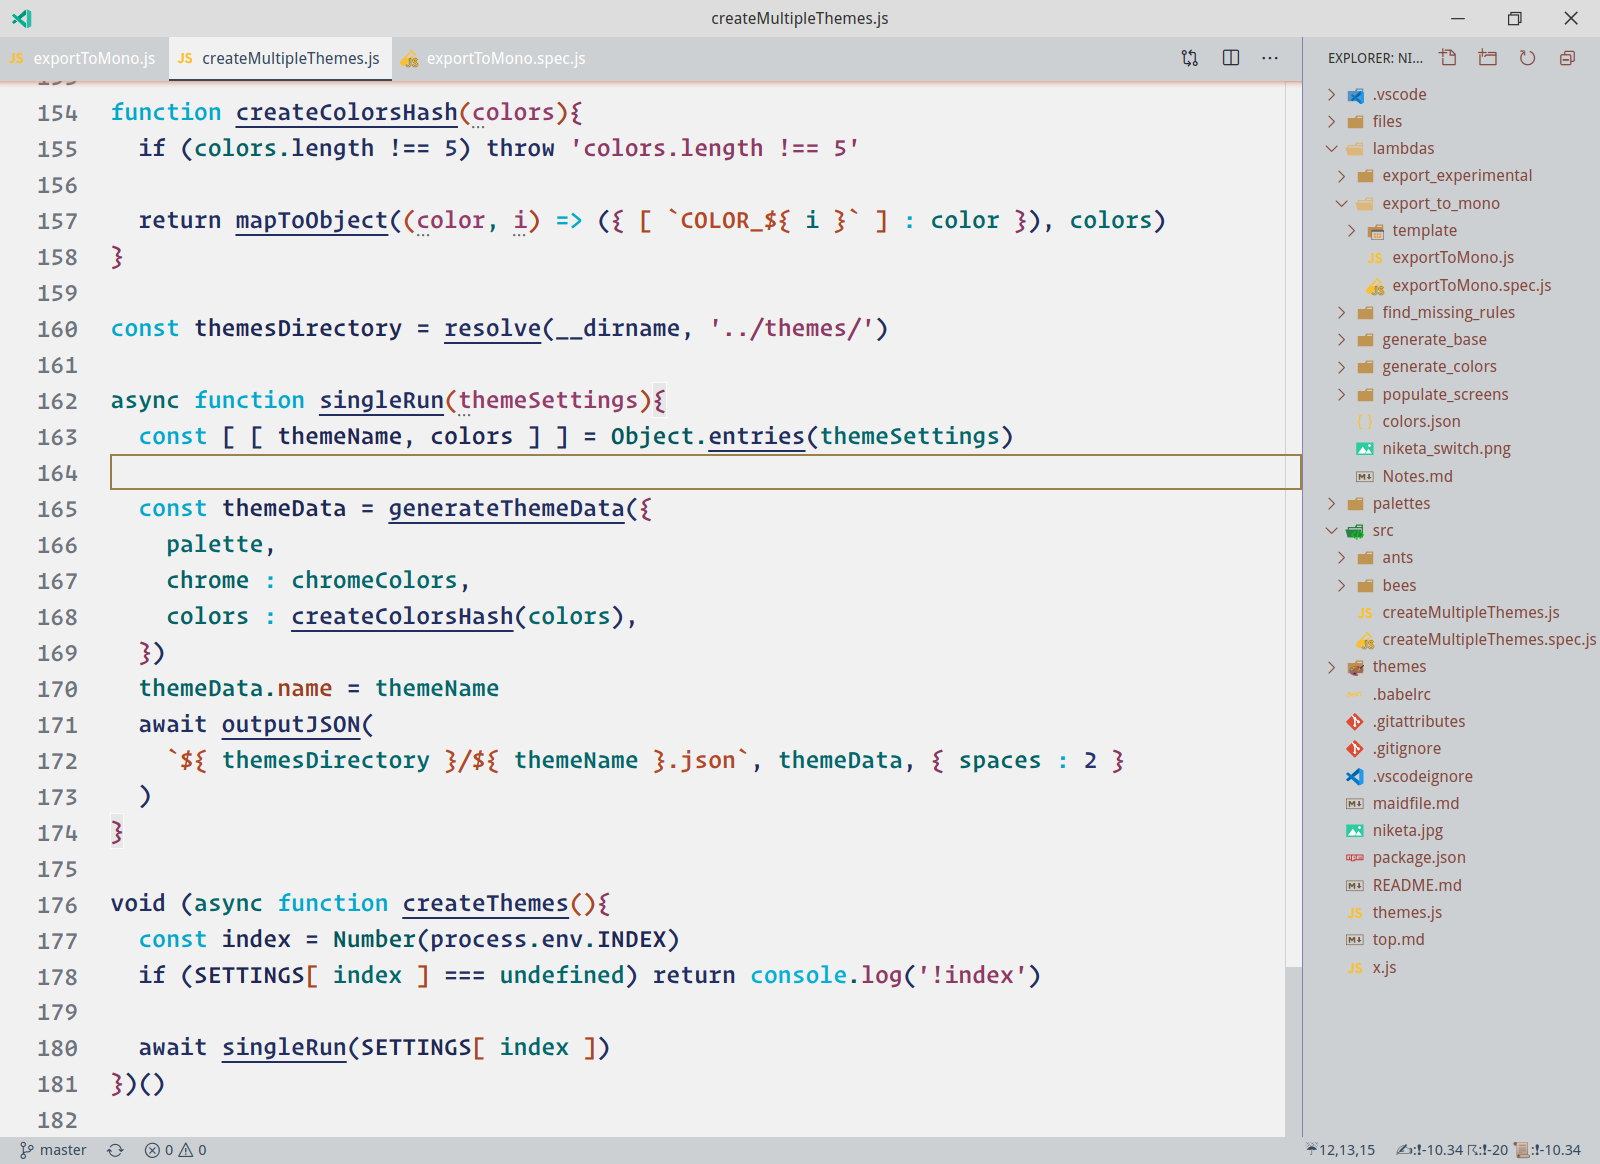 createMultipleThemes.js
JS exportToMono.js
JS createMultipleThemes.js
JS exportToMono.spec.js
154 function createColorsHash(colors){
155   if (colors.length !== 5) throw 'colors.length !== 5'
156
157   return mapToObject((color, i) => ({ [ `COLOR_${ i }` ] : color }), colors)
158 }
159
160 const themesDirectory = resolve(__dirname, '../themes/')
161
162 async function singleRun(themeSettings){
163   const [ [ themeName, colors ] ] = Object.entries(themeSettings)
164
165   const themeData = generateThemeData({
166     palette,
167     chrome : chromeColors,
168     colors : createColorsHash(colors),
169   })
170   themeData.name = themeName
171   await outputJSON(
172     `${ themesDirectory }/${ themeName }.json`, themeData, { spaces : 2 }
173   )
174 }
175
176 void (async function createThemes(){
177   const index = Number(process.env.INDEX)
178   if (SETTINGS[ index ] === undefined) return console.log('!index')
179
180   await singleRun(SETTINGS[ index ])
181 })()
182
EXPLORER: NI...
.vscode
files
lambdas
export_experimental
export_to_mono
template
JS exportToMono.js
JS exportToMono.spec.js
find_missing_rules
generate_base
generate_colors
populate_screens
{ } colors.json
niketa_switch.png
M Notes.md
palettes
src
ants
bees
JS createMultipleThemes.js
JS createMultipleThemes.spec.js
themes
.babelrc
.gitattributes
.gitignore
.vscodeignore
M maidfile.md
niketa.jpg
package.json
M README.md
JS themes.js
M top.md
JS x.js
master
0 0
12,13,15
:!-10.34 :!-20 :!-10.34